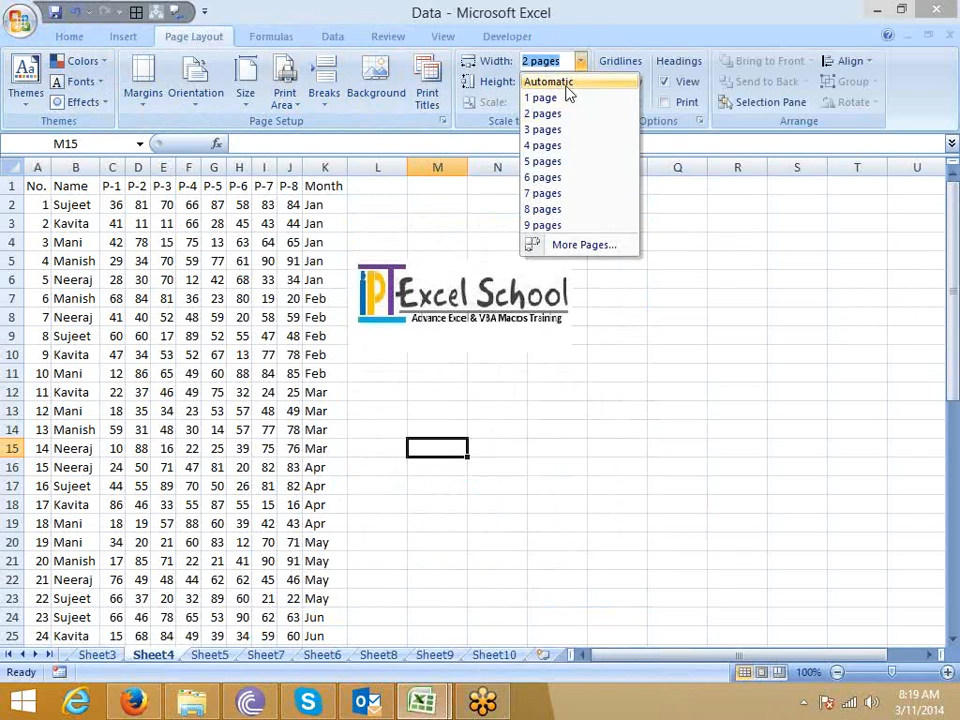 Data - Microsoft Excel
Home Insert Page Layout Formulas Data Review View Developer
Themes
Colors
Fonts
Effects
Themes
Margins
Orientation
Size
Print Area
Breaks
Background
Print Titles
Page Setup
Width: 2 pages
Height:
Scale:
Automatic
1 page
2 pages
3 pages
4 pages
5 pages
6 pages
7 pages
8 pages
9 pages
More Pages...
Gridlines
Headings
View
Print
Bring to Front
Send to Back
Selection Pane
Align
Group
Rotate
Arrange
M15 fx
A B C D E F G H I J K L M N Q R S T U
1 No. Name P-1 P-2 P-3 P-4 P-5 P-6 P-7 P-8 Month
2 1 Sujeet 36 81 70 66 87 58 83 84 Jan
3 2 Kavita 41 11 11 66 28 45 43 44 Jan
4 3 Mani 42 78 15 75 13 63 64 65 Jan
5 4 Manish 29 34 70 59 77 61 90 91 Jan
6 5 Neeraj 28 30 70 12 42 68 33 34 Jan
7 6 Manish 68 84 81 36 23 80 19 20 Feb
8 7 Neeraj 41 40 52 48 59 20 58 59 Feb
9 8 Sujeet 60 60 17 89 52 55 47 48 Feb
10 9 Kavita 47 34 53 52 67 13 77 78 Feb
11 10 Mani 12 86 65 49 60 88 84 85 Feb
12 11 Kavita 22 37 46 49 75 32 24 25 Mar
13 12 Mani 18 35 34 23 53 57 48 49 Mar
14 13 Manish 59 31 48 30 14 57 77 78 Mar
15 14 Neeraj 10 88 16 22 25 39 75 76 Mar
16 15 Neeraj 24 50 71 47 81 20 82 83 Apr
17 16 Sujeet 44 55 89 70 50 26 81 82 Apr
18 17 Kavita 86 46 33 55 87 55 15 16 Apr
19 18 Mani 18 19 57 88 60 39 42 43 Apr
20 19 Mani 34 20 34 60 83 12 70 71 May
21 20 Manish 17 85 71 22 21 41 90 91 May
22 21 Neeraj 76 49 38 62 62 62 45 46 May
23 22 Sujeet 66 37 20 32 89 60 21 22 May
24 23 Sujeet 66 46 78 65 53 90 62 63 Jun
25 24 Kavita 15 68 84 49 39 34 59 60 Jun
IPT Excel School
Advance Excel & VBA Macros Training
Sheet3 Sheet4 Sheet5 Sheet7 Sheet6 Sheet8 Sheet9 Sheet10
Ready
100%
8:19 AM
3/11/2014